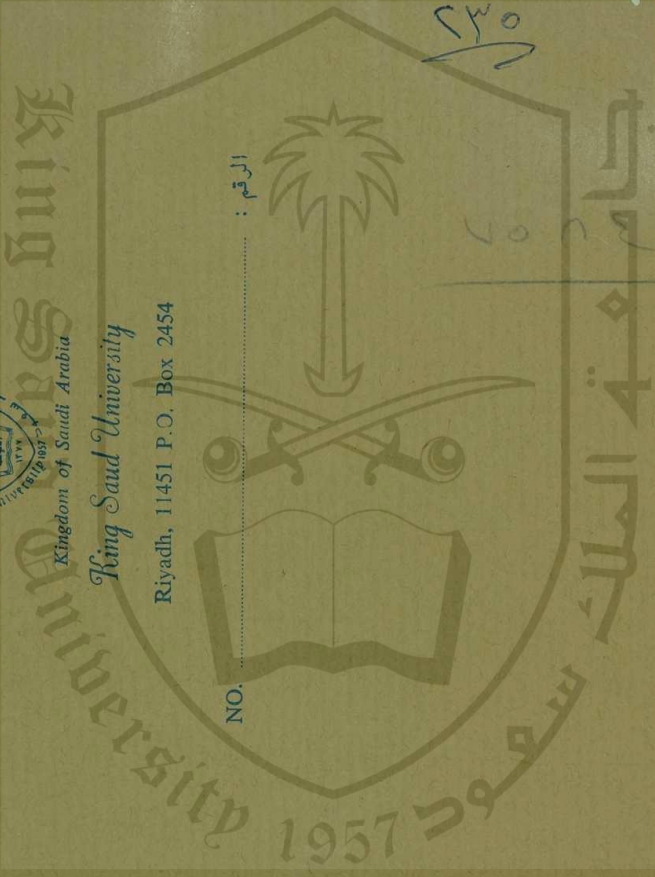 ٢٣٥
Kingdom of Saudi Arabia
King Saud University
Riyadh, 11451 P.O. Box 2454
NO. ........................ : الرقم
King Saud University 1957
جامعة الملك سعود